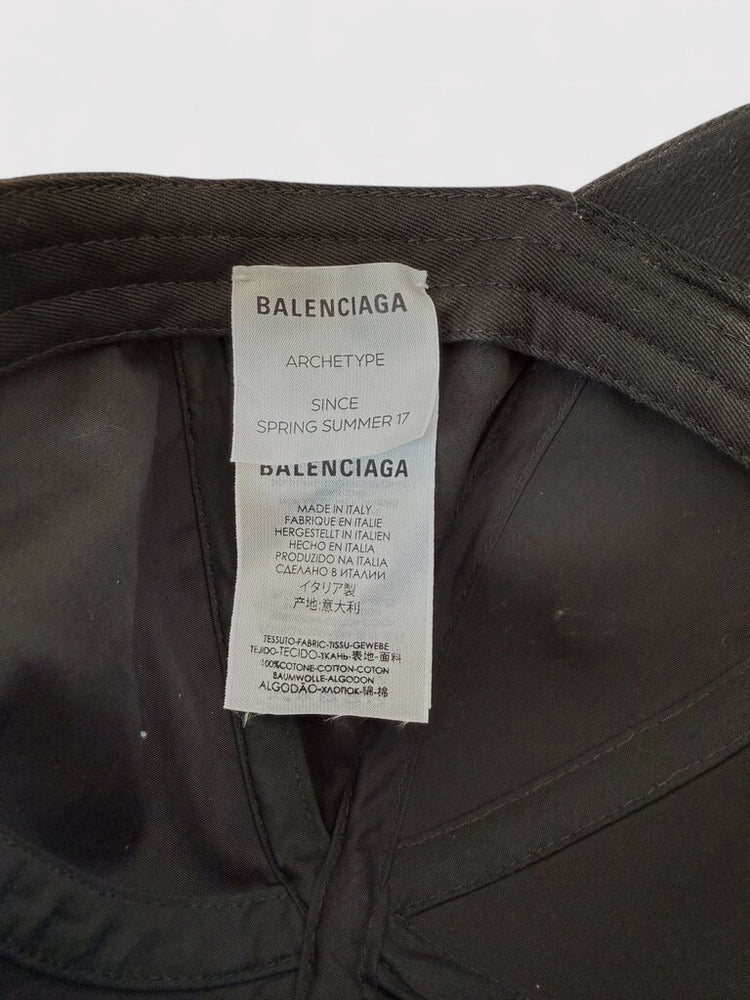 BALENCIAGA
ARCHETYPE
SINCE
SPRING SUMMER 17
BALENCIAGA
MADE IN ITALY
FABRIQUE EN ITALIE
HERGESTELLT IN ITALIEN
HECHO EN ITALIA
PRODUZIDO NA ITALIA
СДЕЛАНО В ИТАЛИИ
イタリア製
产地:意大利
TESSUTO-FABRIC-TISSU-GEWEBE
TEJIDO-TECIDO-ТКАНЬ-表地-面料
100%COTONE-COTTON-COTON
BAUMWOLLE-ALGODON
ALGODÃO-ХЛОПОК-綿-棉